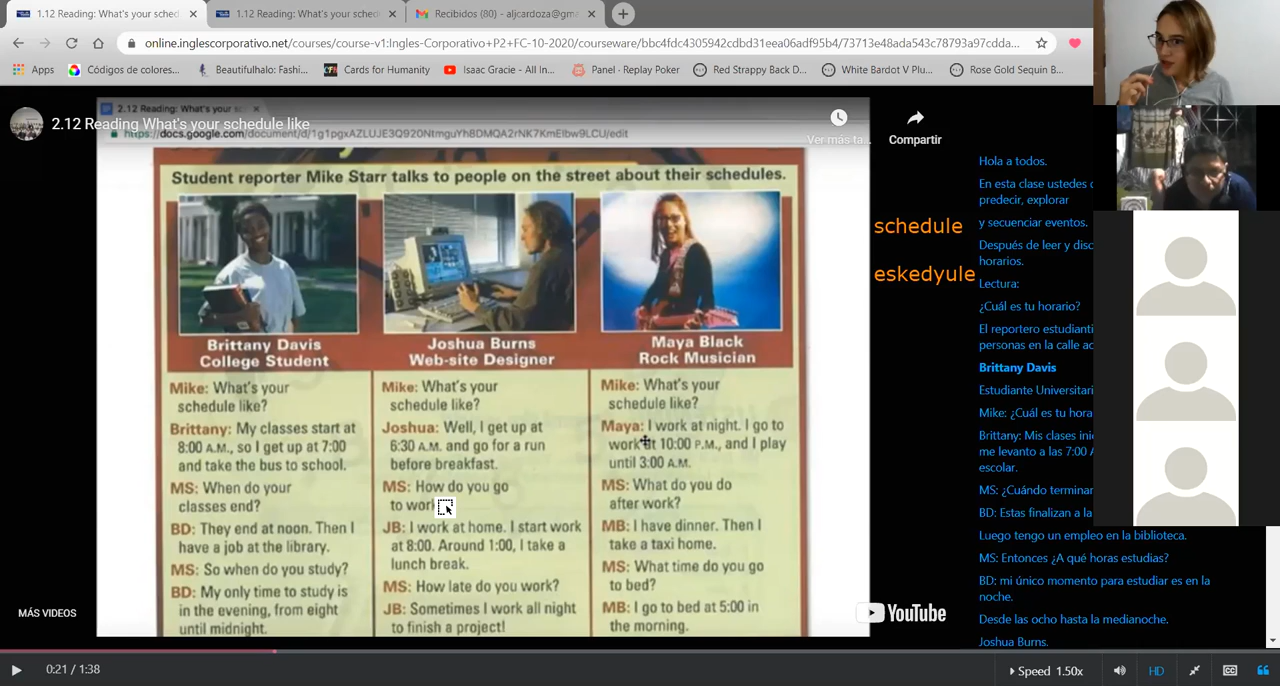 1.12 Reading: What's your sched
1.12 Reading: What's your sched
Recibidos (80) - aljcardoza@gma
online.inglescorporativo.net/courses/course-v1:Ingles-Corporativo+P2+FC-10-2020/courseware/bbc4fdc4305942cdbd31eea06adf95b4/73713e48ada543c78793a97cdda...
Apps
Códigos de colores...
Beautifulhalo: Fashi...
Cards for Humanity
Isaac Gracie - All In...
Panel · Replay Poker
Red Strappy Back D...
White Bardot V Plu...
Rose Gold Sequin B...
2.12 Reading: What's your
2.12 Reading What's your schedule like
https://docs.google.com/document/d/1g1pgxAZLUJE3Q920NtmguYh8DMQA2rNK7KmElbw9LCU/edit
Ver más ta...
Compartir
Student reporter Mike Starr talks to people on the street about their schedules.
Brittany Davis
College Student
Joshua Burns
Web-site Designer
Maya Black
Rock Musician
Mike: What's your
schedule like?
Brittany: My classes start at
8:00 A.M., so I get up at 7:00
and take the bus to school.
MS: When do your
classes end?
BD: They end at noon. Then I
have a job at the library.
MS: So when do you study?
BD: My only time to study is
in the evening, from eight
until midnight.
Mike: What's your
schedule like?
Joshua: Well, I get up at
6:30 A.M. and go for a run
before breakfast.
MS: How do you go
to work
JB: I work at home. I start work
at 8:00. Around 1:00, I take a
lunch break.
MS: How late do you work?
JB: Sometimes I work all night
to finish a project!
Mike: What's your
schedule like?
Maya: I work at night. I go to
work at 10:00 P.M., and I play
until 3:00 A.M.
MS: What do you do
after work?
MB: I have dinner. Then I
take a taxi home.
MS: What time do you go
to bed?
MB: I go to bed at 5:00 in
the morning.
schedule
eskedyule
MÁS VIDEOS
YouTube
Hola a todos.
En esta clase ustedes
predecir, explorar
y secuenciar eventos.
Después de leer y disc
horarios.
Lectura:
¿Cuál es tu horario?
El reportero estudianti
personas en la calle ac
Brittany Davis
Estudiante Universitari
Mike: ¿Cuál es tu hora
Brittany: Mis clases ini
me levanto a las 7:00 A
escolar.
MS: ¿Cuándo terminar
BD: Estas finalizan a la
Luego tengo un empleo en la biblioteca.
MS: Entonces ¿A qué horas estudias?
BD: mi único momento para estudiar es en la
noche.
Desde las ocho hasta la medianoche.
Joshua Burns.
0:21 / 1:38
Speed 1.50x
HD